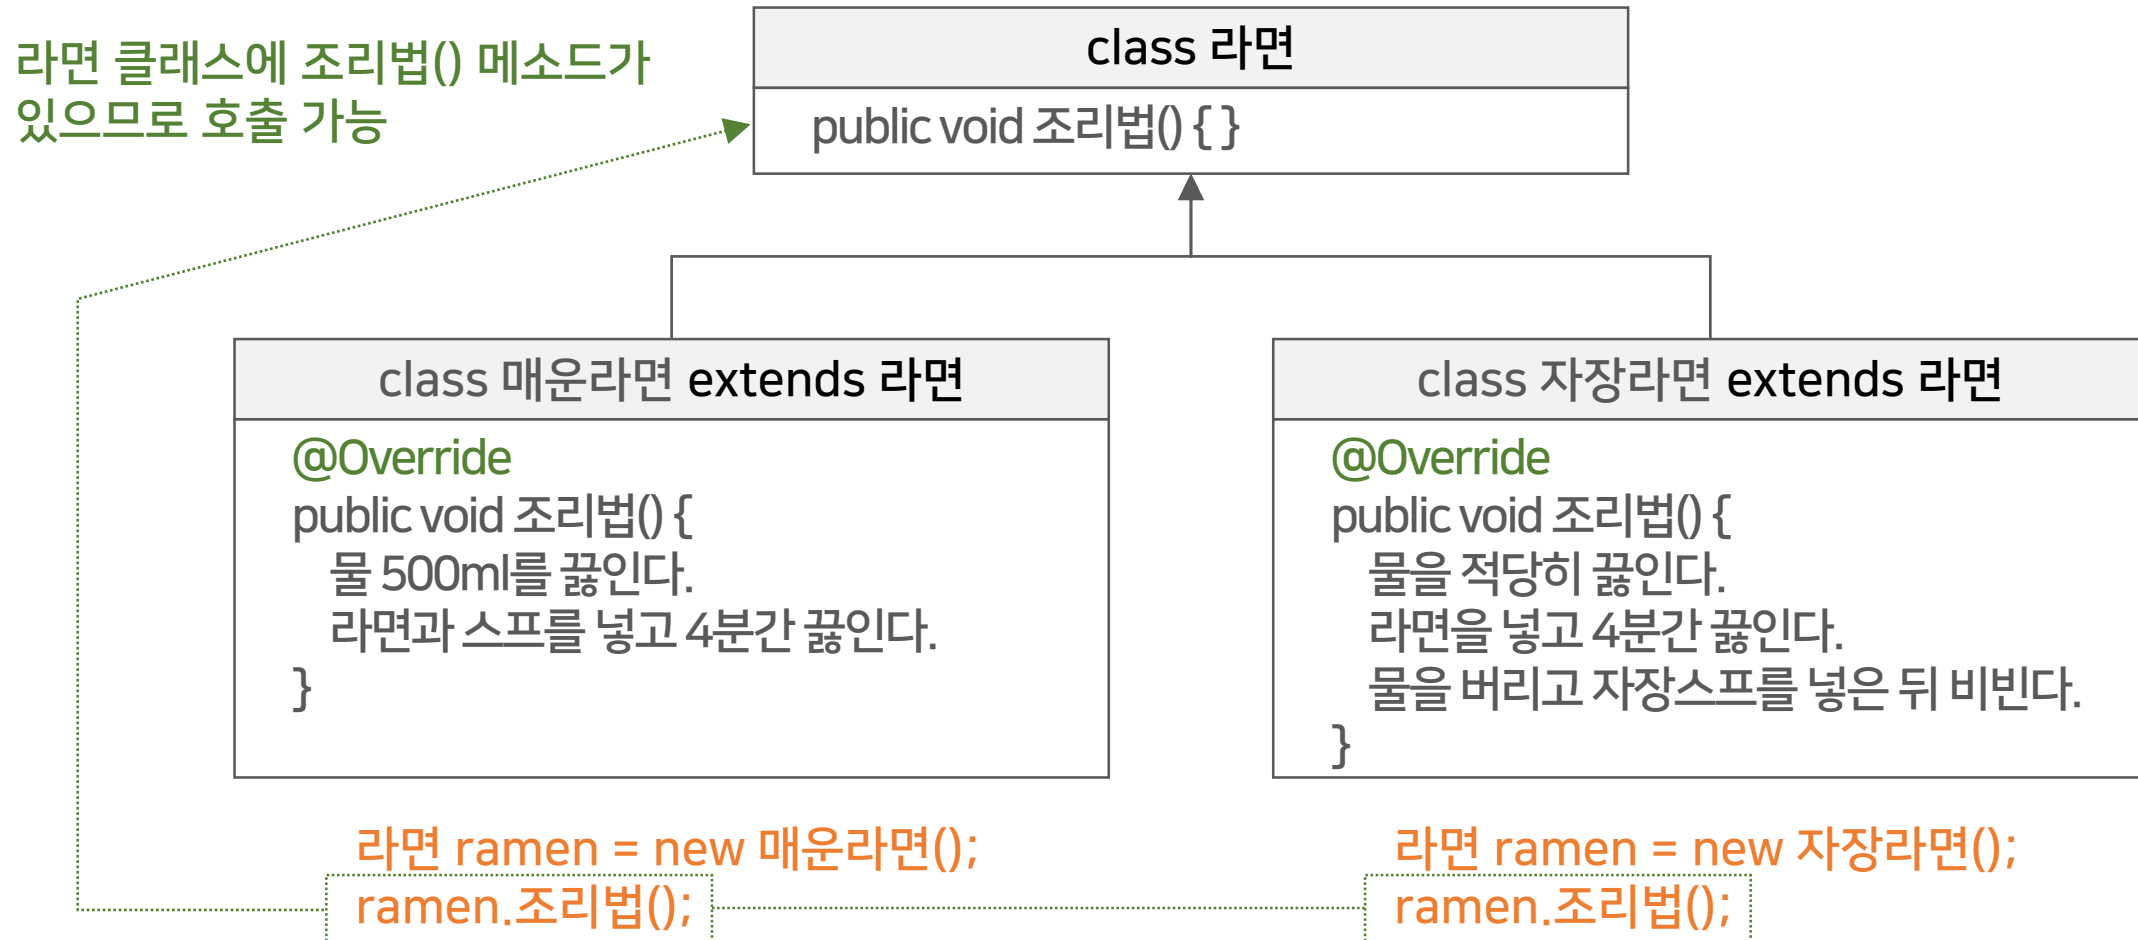 라면 클래스에 조리법() 메소드가
있으므로 호출 가능
class 라면
public void 조리법() { }
class 매운라면 extends 라면
@Override
public void 조리법() {
물 500ml를 끓인다.
라면과 스프를 넣고 4분간 끓인다.
}
class 자장라면 extends 라면
@Override
public void 조리법() {
물을 적당히 끓인다.
라면을 넣고 4분간 끓인다.
물을 버리고 자장스프를 넣은 뒤 비빈다.
}
라면 ramen = new 매운라면();
ramen.조리법();
라면 ramen = new 자장라면();
ramen.조리법();